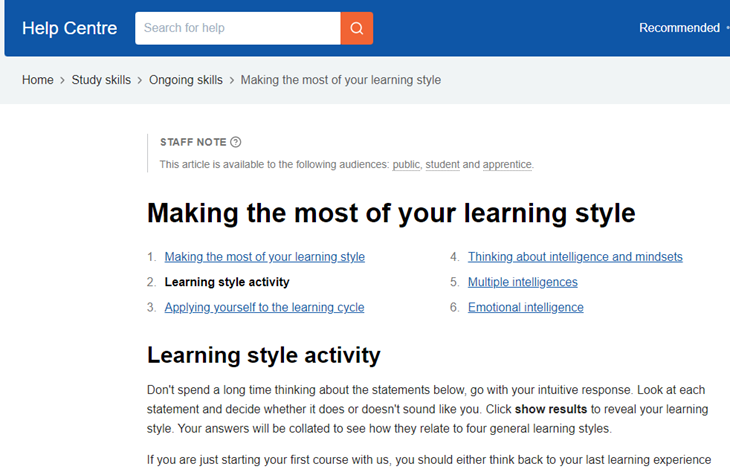 Help Centre
Search for help
Recommended
Home > Study skills > Ongoing skills > Making the most of your learning style
STAFF NOTE ?
This article is available to the following audiences: public, student and apprentice.
Making the most of your learning style
1. Making the most of your learning style
2. Learning style activity
3. Applying yourself to the learning cycle
4. Thinking about intelligence and mindsets
5. Multiple intelligences
6. Emotional intelligence
Learning style activity
Don't spend a long time thinking about the statements below, go with your intuitive response. Look at each
statement and decide whether it does or doesn't sound like you. Click show results to reveal your learning
style. Your answers will be collated to see how they relate to four general learning styles.
If you are just starting your first course with us, you should either think back to your last learning experience